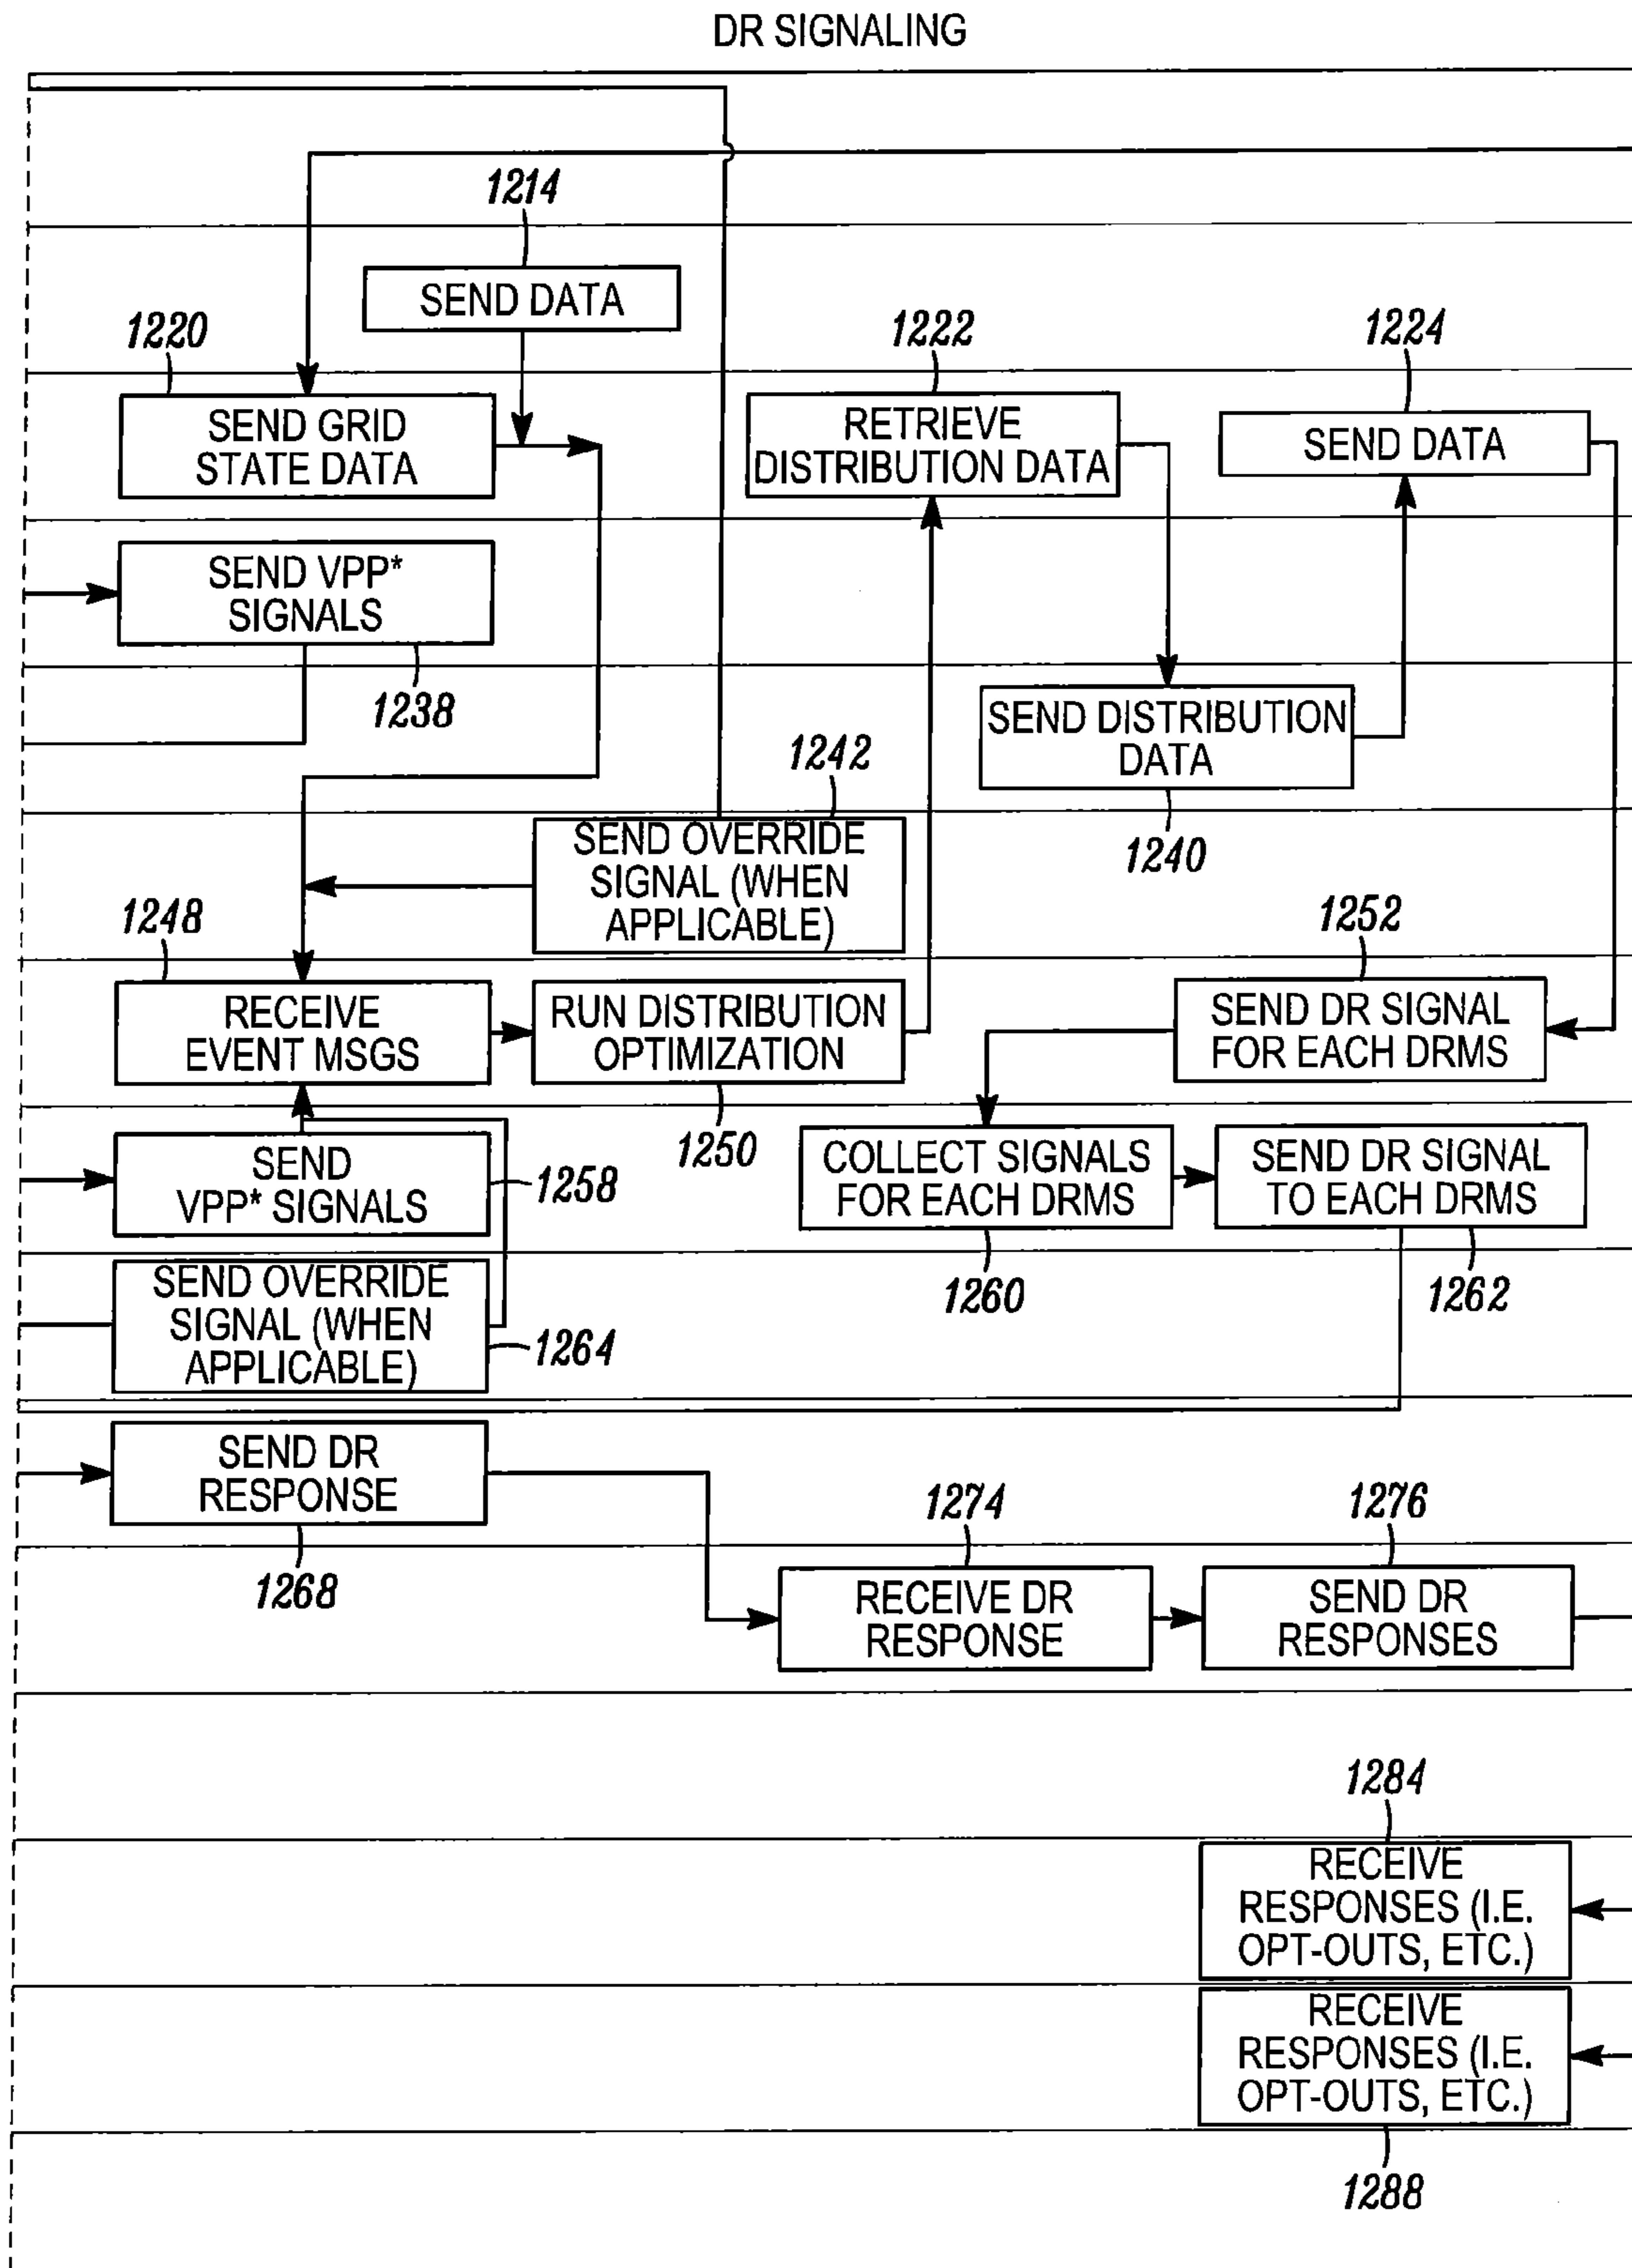 DR SIGNALING
1214
SEND DATA
1220
1222
1224
SEND GRID
STATE DATA
RETRIEVE
DISTRIBUTION DATA
SEND DATA
SEND VPP*
SIGNALS
1238
SEND DISTRIBUTION
DATA
1242
1240
SEND OVERRIDE
SIGNAL (WHEN
APPLICABLE)
1248
1252
RECEIVE
EVENT MSGS
RUN DISTRIBUTION
OPTIMIZATION
SEND DR SIGNAL
FOR EACH DRMS
1250
SEND
VPP* SIGNALS
1258
COLLECT SIGNALS
FOR EACH DRMS
SEND DR SIGNAL
TO EACH DRMS
1260
1262
SEND OVERRIDE
SIGNAL (WHEN
APPLICABLE)
1264
SEND DR
RESPONSE
1268
1274
1276
RECEIVE DR
RESPONSE
SEND DR
RESPONSES
1284
RECEIVE
RESPONSES (I.E.
OPT-OUTS, ETC.)
RECEIVE
RESPONSES (I.E.
OPT-OUTS, ETC.)
1288